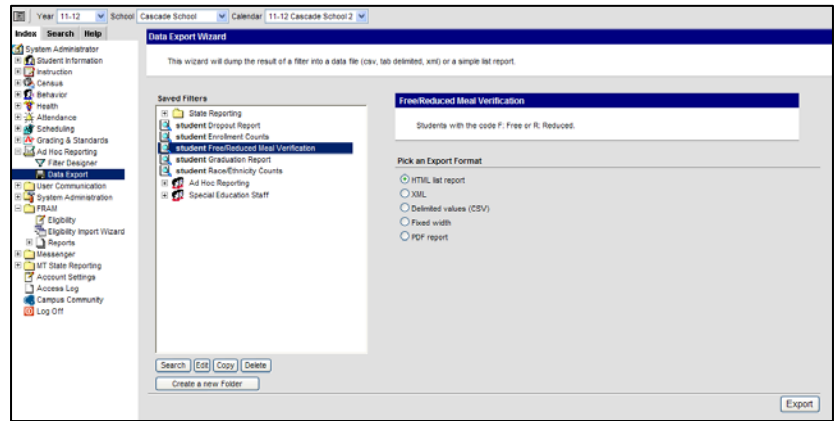 Year 11-12 School Cascade School Calendar 11-12 Cascade School 2
Index Search Help
System Administrator
Student Information
Instruction
Census
Behavior
Health
Attendance
Scheduling
Grading & Standards
Ad Hoc Reporting
Filter Designer
Data Export
User Communication
System Administration
FRAM
Eligibility
Eligibility Import Wizard
Reports
Messenger
MT State Reporting
Account Settings
Access Log
Campus Community
Log Off
Data Export Wizard
This wizard will dump the result of a filter into a data file (csv, tab delimited, xml) or a simple list report.
Saved Filters
State Reporting
student Dropout Report
student Enrollment Counts
student Free/Reduced Meal Verification
student Graduation Report
student Race/Ethnicity Counts
Ad Hoc Reporting
Special Education Staff
Search Edit Copy Delete
Create a new Folder
Free/Reduced Meal Verification
Students with the code F: Free or R: Reduced.
Pick an Export Format
HTML list report
XML
Delimited values (CSV)
Fixed width
PDF report
Export